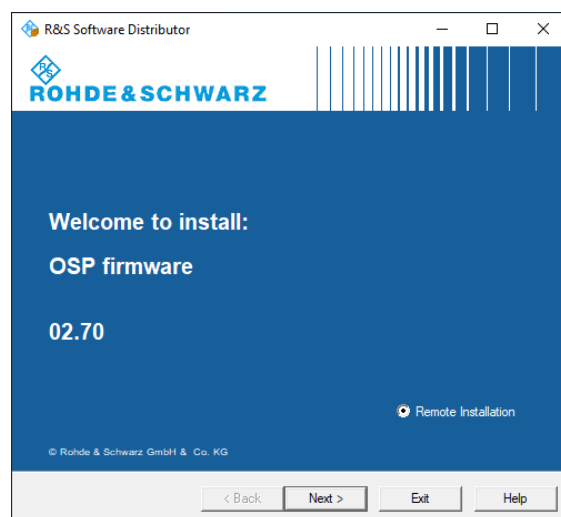 R&S Software Distributor
R S
ROHDE & SCHWARZ
Welcome to install:
OSP firmware
02.70
Remote Installation
© Rohde & Schwarz GmbH & Co. KG
< Back
Next >
Exit
Help